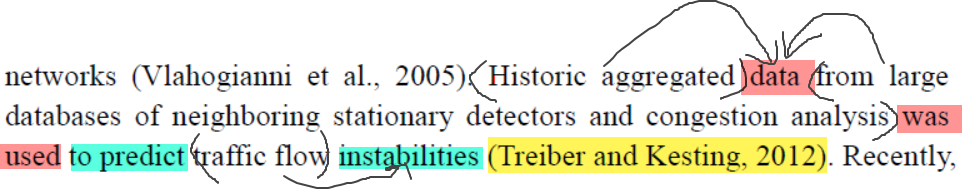 networks (Vlahogianni et al., 2005). Historic aggregated data from large
databases of neighboring stationary detectors and congestion analysis was
used to predict traffic flow instabilities (Treiber and Kesting, 2012). Recently,